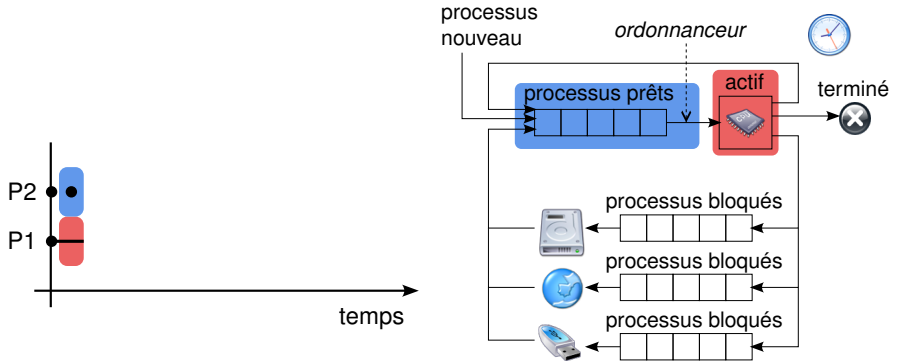 processus
nouveau
ordonnanceur
processus prêts
actif
terminé
P2
P1
temps
processus bloqués
processus bloqués
processus bloqués